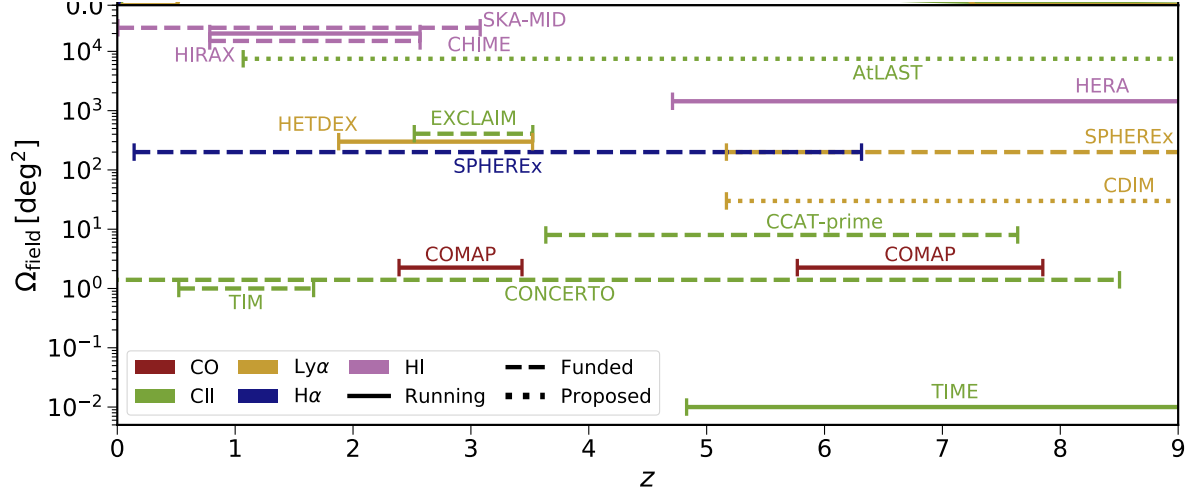 0.0
SKA-MID
10⁴
HIRAX
CHIME
AtLAST
10³
HERA
HETDEX
EXCLAIM
10²
SPHEREx
SPHEREx
CDIM
10¹
CCAT-prime
COMAP
COMAP
10⁰
TIM
CONCERTO
10⁻¹
CO
Lyα
HI
Funded
CII
Hα
Running
Proposed
10⁻²
TIME
Ω_field [deg²]
0 1 2 3 4 5 6 7 8 9
z